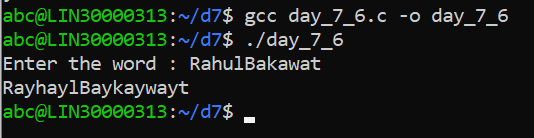 abc@LIN30000313:~/d7$ gcc day_7_6.c -o day_7_6
abc@LIN30000313:~/d7$ ./day_7_6
Enter the word : RahulBakawat
RayhaylBaykaywayt
abc@LIN30000313:~/d7$